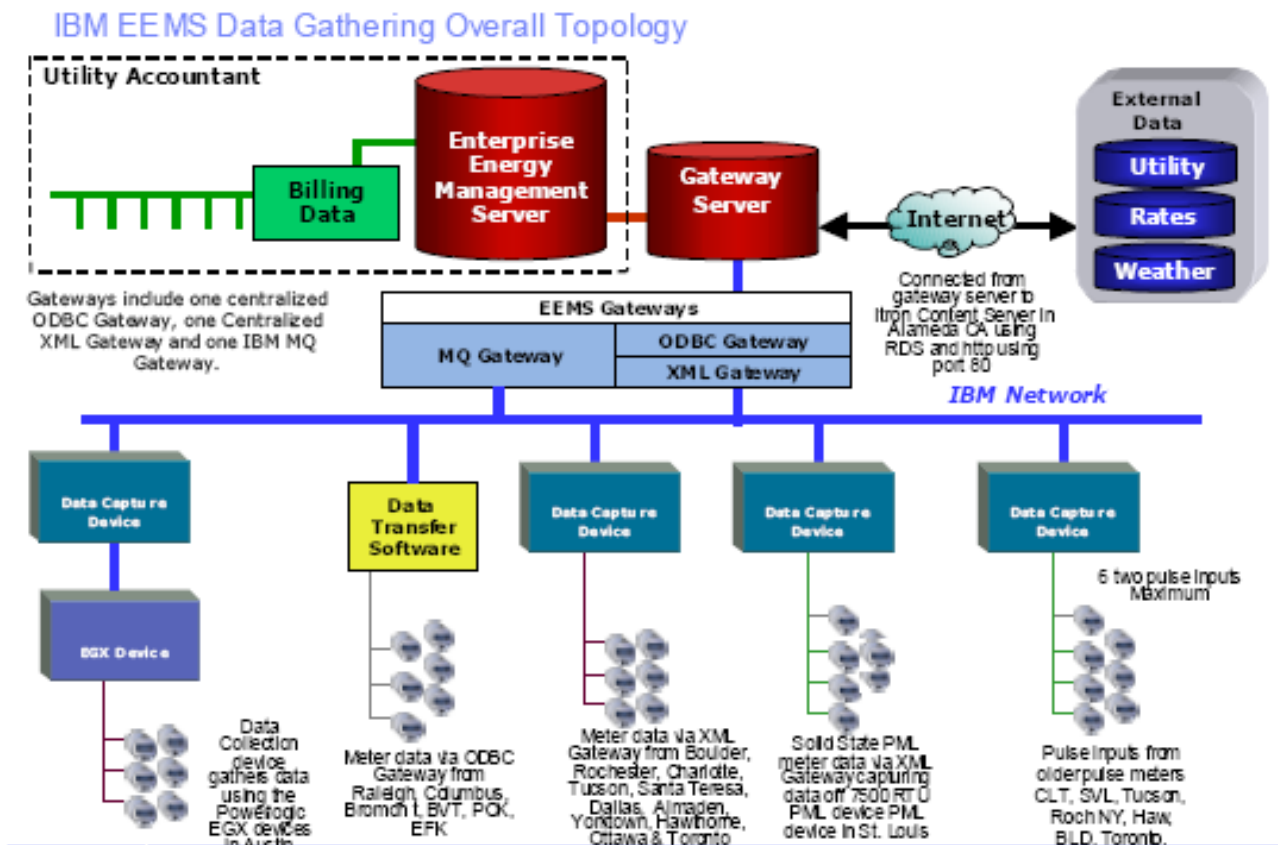 IBM EEMS Data Gathering Overall Topology
Utility Accountant
Enterprise
Energy
Management
Server
Billing
Data
Gateway
Server
Internet
External
Data
Utility
Rates
Weather
Gateways include one centralized
ODBC Gateway, one Centralized
XML Gateway and one IBM MQ
Gateway.
Connected from
gateway server to
Itron Content Server in
Alameda CA using
RDS and http using
port 80
EEMS Gateways
MQ Gateway
ODBC Gateway
XML Gateway
IBM Network
Data Capture
Device
Data
Transfer
Software
Data Capture
Device
Data Capture
Device
Data Capture
Device
EGX Device
6 two pulse inputs
Maximum
Data
Collection
device
gathers data
using the
Powerlogic
EGX devices
in Austin
Meter data via ODBC
Gateway from
Raleigh, Columbus,
Bromont, BVT, POK,
EFK
Meter data via XML
Gateway from Boulder,
Rochester, Charlotte,
Tucson, Santa Teresa,
Dallas, Almaden,
Yorktown, Hawthorne,
Ottawa & Toronto
Solid State PML
meter data via XML
Gateway capturing
data off 7500 RTU
PML device PML
device in St. Louis
Pulse inputs from
older pulse meters
CLT, SVL, Tucson,
Roch NY, Haw,
BLD, Toronto,